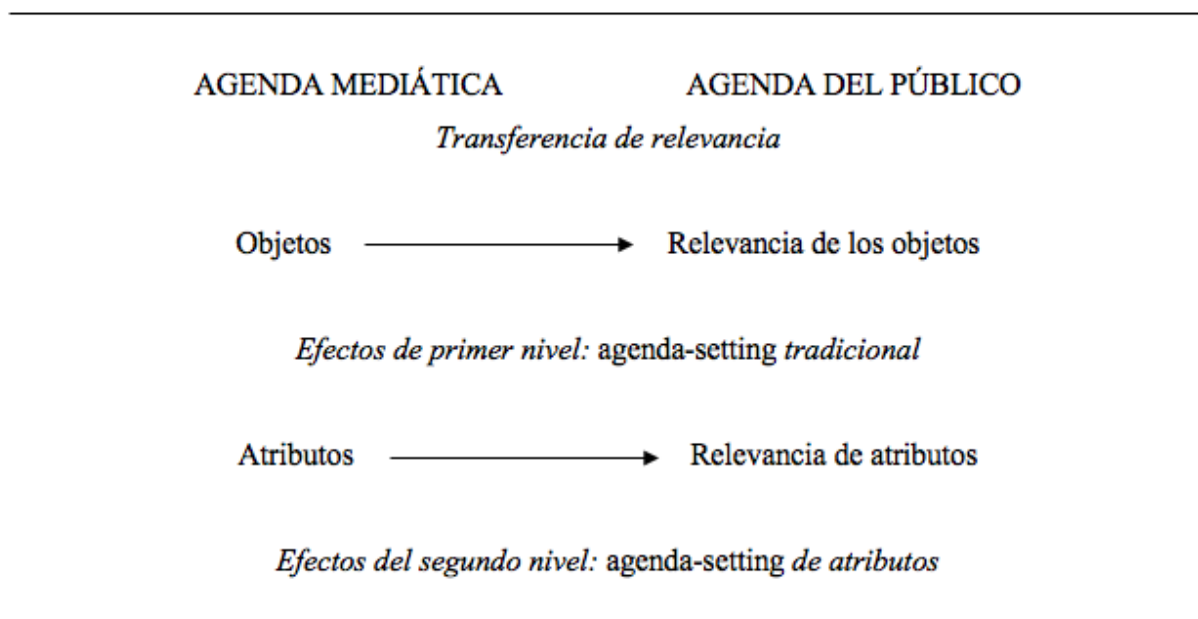 AGENDA MEDIÁTICA AGENDA DEL PÚBLICO
Transferencia de relevancia
Objetos Relevancia de los objetos
Efectos de primer nivel: agenda-setting tradicional
Atributos Relevancia de atributos
Efectos del segundo nivel: agenda-setting de atributos